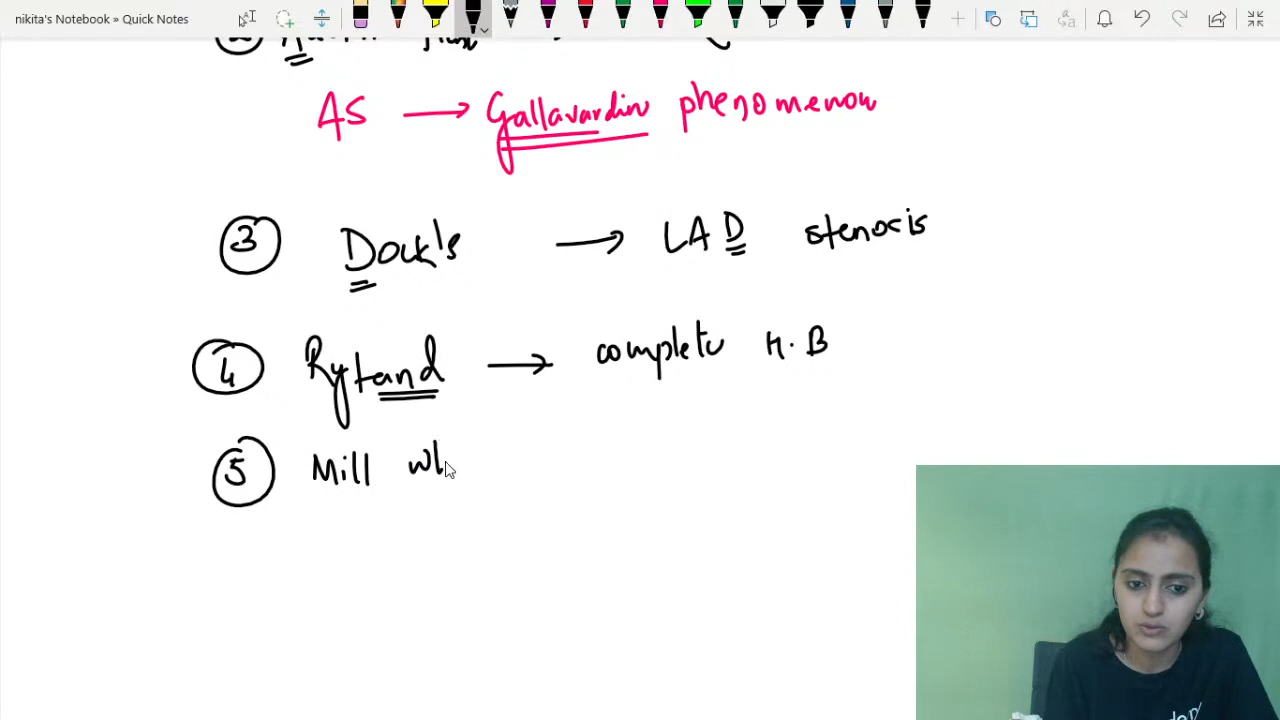 nikita's Notebook » Quick Notes
AS → Gallavardin phenomenon
3 Dock's → LAD stenosis
4 Rytand → complete H.B
5 Mill wh